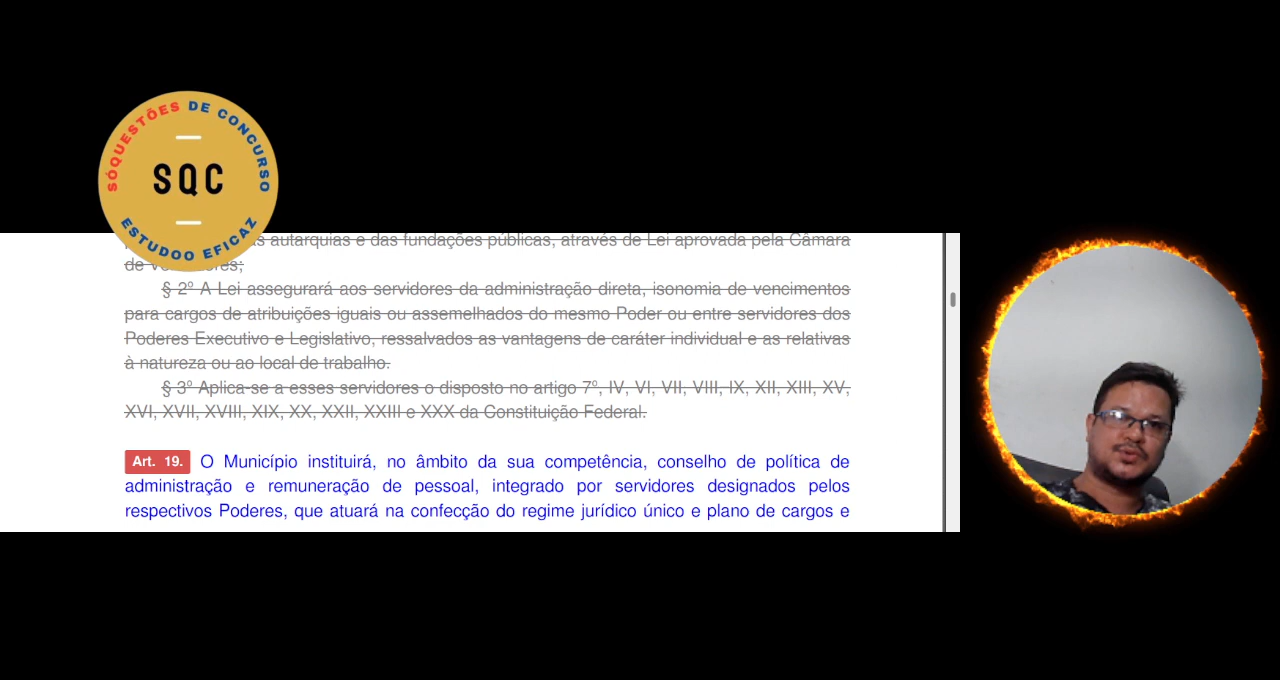 SÓQUESTÕES DE CONCURSO
SQC
ESTUDOO EFICAZ
autarquias e das fundações públicas, através de Lei aprovada pela Câmara
de
§ 2º A Lei assegurará aos servidores da administração direta, isonomia de vencimentos
para cargos de atribuições iguais ou assemelhados do mesmo Poder ou entre servidores dos
Poderes Executivo e Legislativo, ressalvados as vantagens de caráter individual e as relativas
à natureza ou ao local de trabalho.
§ 3º Aplica-se a esses servidores o disposto no artigo 7º, IV, VI, VII, VIII, IX, XII, XIII, XV,
XVI, XVII, XVIII, XIX, XX, XXII, XXIII e XXX da Constituição Federal.
Art. 19. O Município instituirá, no âmbito da sua competência, conselho de política de
administração e remuneração de pessoal, integrado por servidores designados pelos
respectivos Poderes, que atuará na confecção do regime jurídico único e plano de cargos e